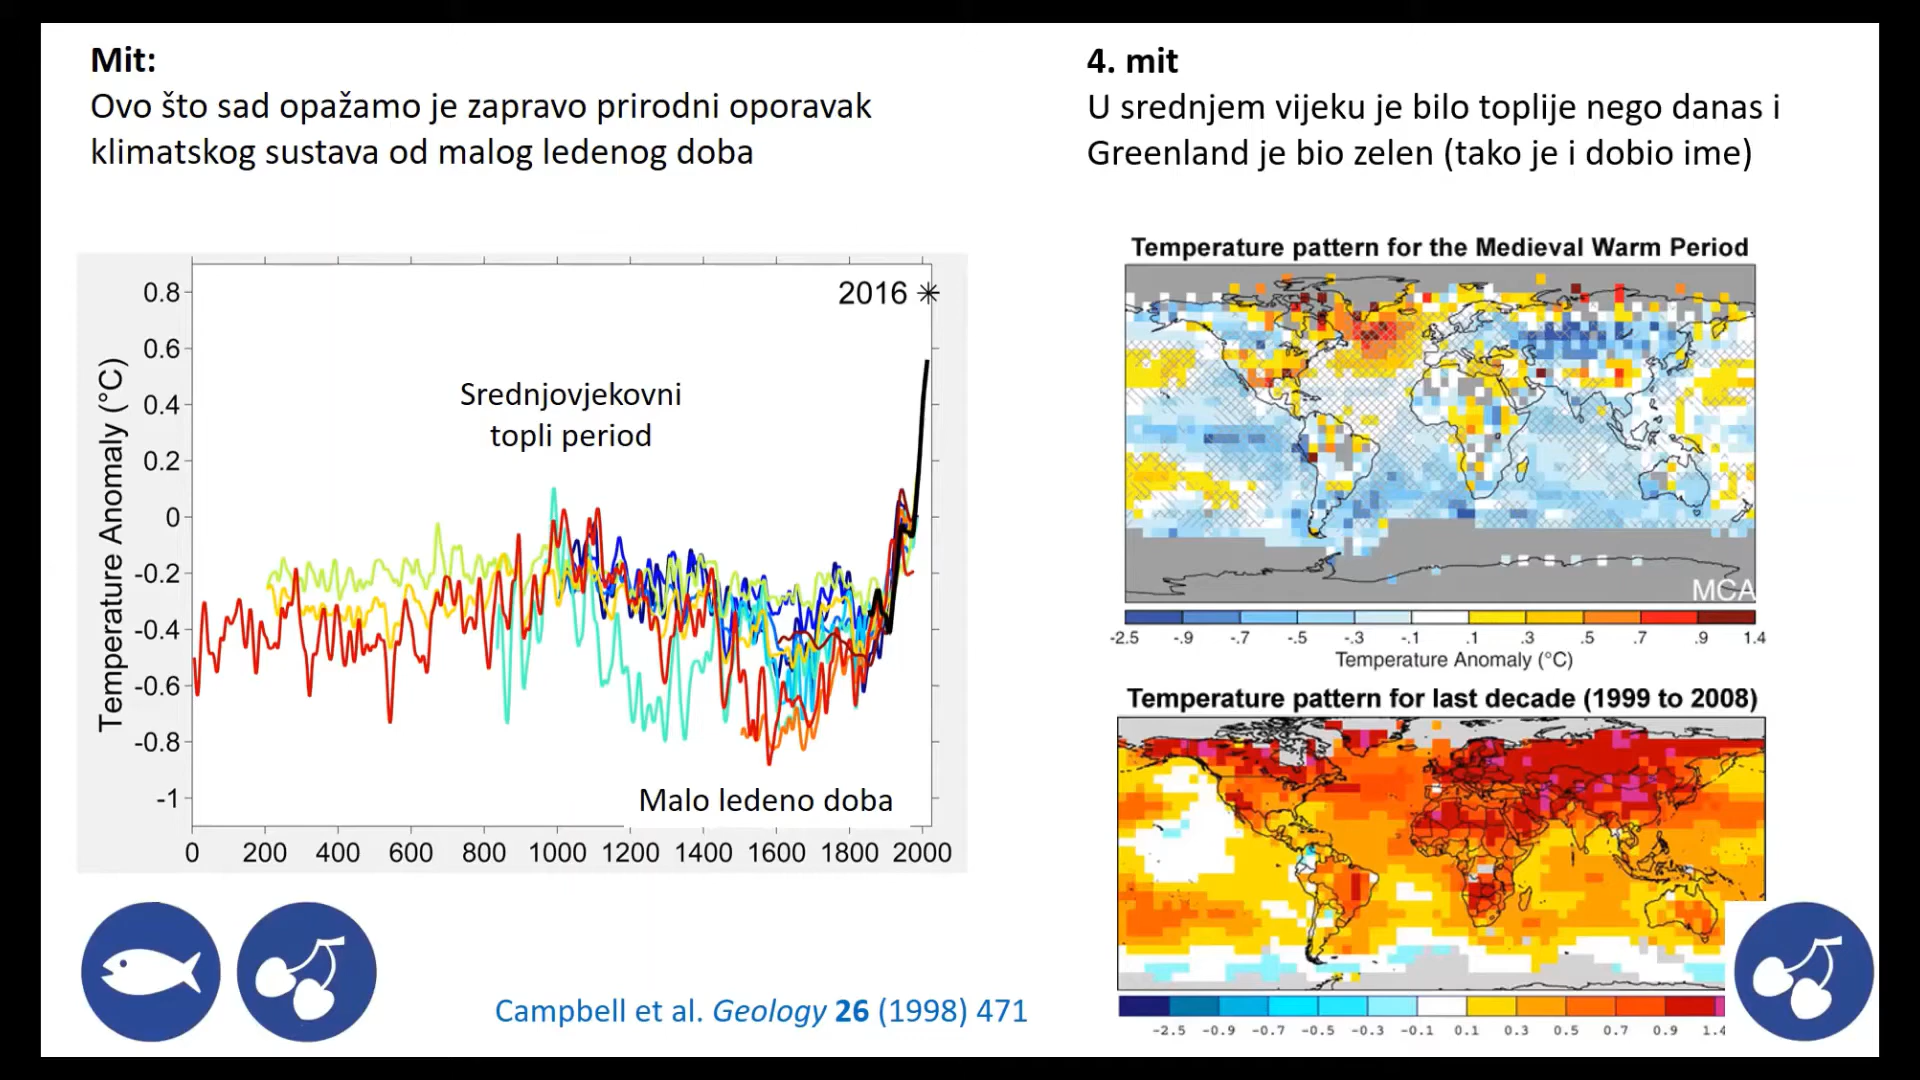 Mit:
Ovo što sad opažamo je zapravo prirodni oporavak
klimatskog sustava od malog ledenog doba
Temperature Anomaly (°C)
0.8
0.6
0.4
0.2
0
-0.2
-0.4
-0.6
-0.8
-1
2016
Srednjovjekovni
topli period
Malo ledeno doba
0 200 400 600 800 1000 1200 1400 1600 1800 2000
Campbell et al. Geology 26 (1998) 471
4. mit
U srednjem vijeku je bilo toplije nego danas i
Greenland je bio zelen (tako je i dobio ime)
Temperature pattern for the Medieval Warm Period
MCA
-2.5 -.9 -.7 -.5 -.3 -.1 .1 .3 .5 .7 .9 1.4
Temperature Anomaly (°C)
Temperature pattern for last decade (1999 to 2008)
-2.5 -0.9 -0.7 -0.5 -0.3 -0.1 0.1 0.3 0.5 0.7 0.9 1.4